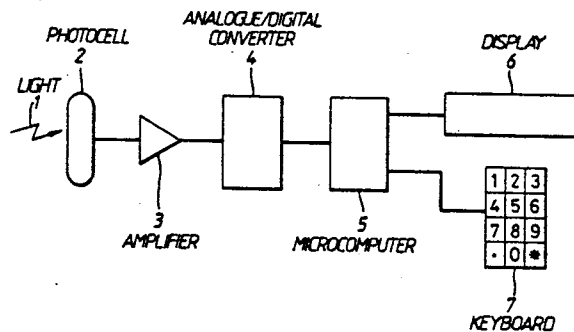 ANALOGUE/DIGITAL
CONVERTER
4
PHOTOCELL
2
DISPLAY
6
LIGHT
1
3
AMPLIFIER
5
MICROCOMPUTER
1 2 3
4 5 6
7 8 9
. 0 *
7
KEYBOARD